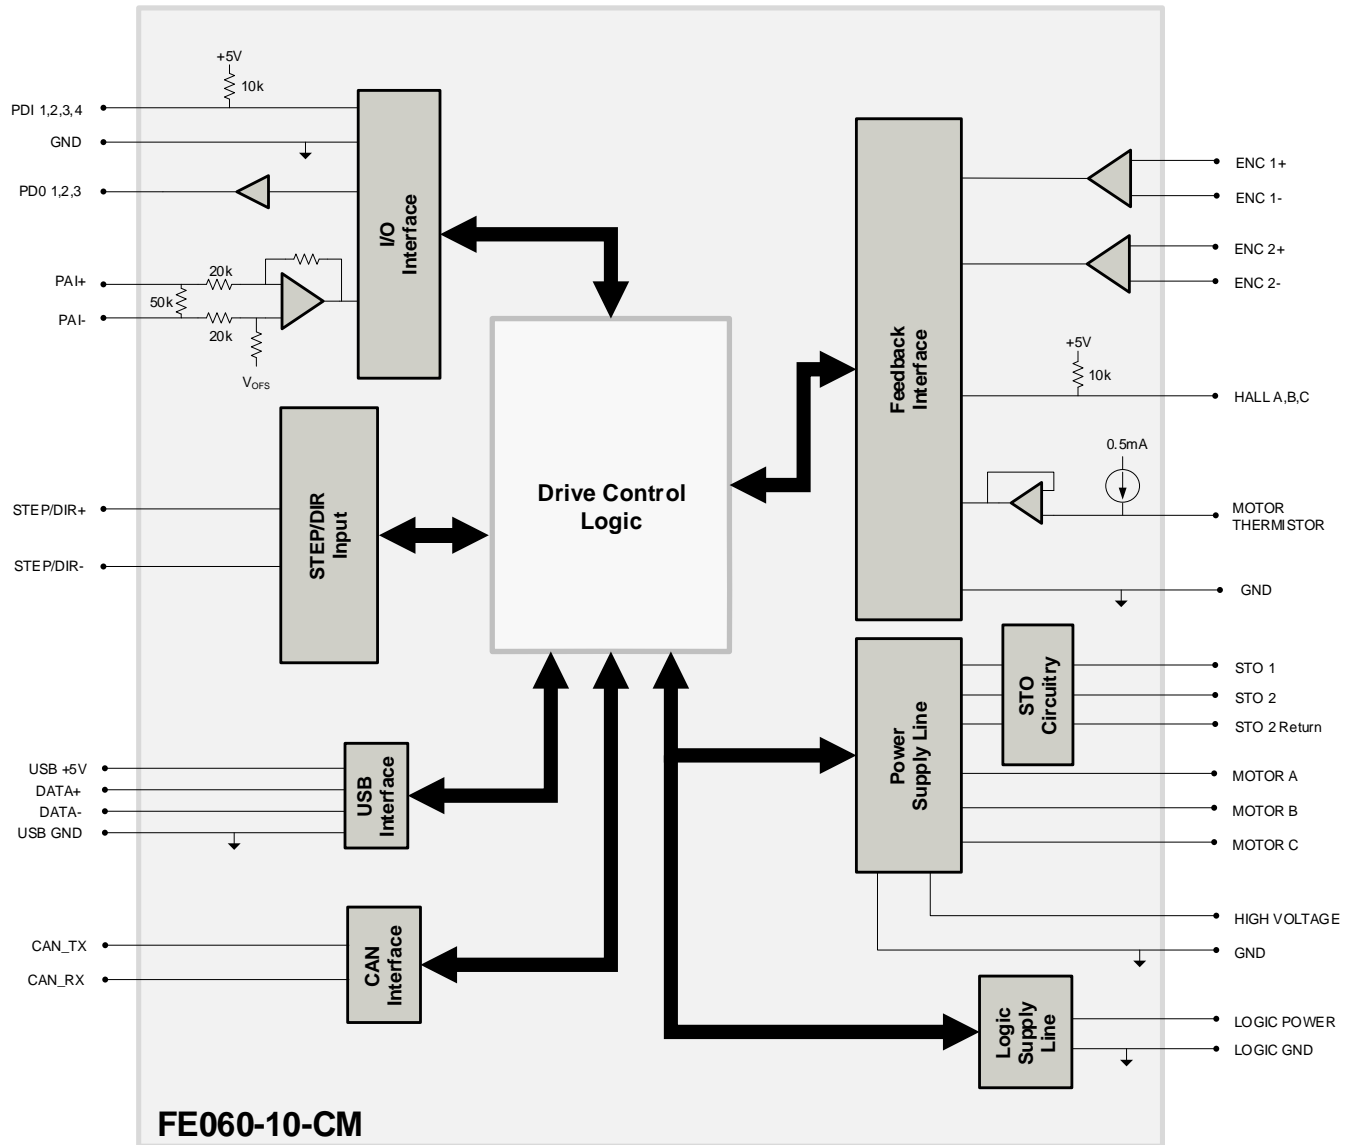 +5V
10k
PDI 1,2,3,4
GND
PD0 1,2,3
PAI+
20k
50k
PAI-
20k
VOFS
I/O
Interface
STEP/DIR+
STEP/DIR-
STEP/DIR
Input
USB +5V
DATA+
DATA-
USB GND
USB
Interface
CAN_TX
CAN_RX
CAN
Interface
Drive Control
Logic
Feedback
Interface
ENC 1+
ENC 1-
ENC 2+
ENC 2-
+5V
10k
HALL A,B,C
0.5mA
MOTOR
THERMISTOR
GND
Power
Supply Line
STO
Circuitry
STO 1
STO 2
STO 2 Return
MOTOR A
MOTOR B
MOTOR C
HIGH VOLTAGE
GND
Logic
Supply
Line
LOGIC POWER
LOGIC GND
FE060-10-CM